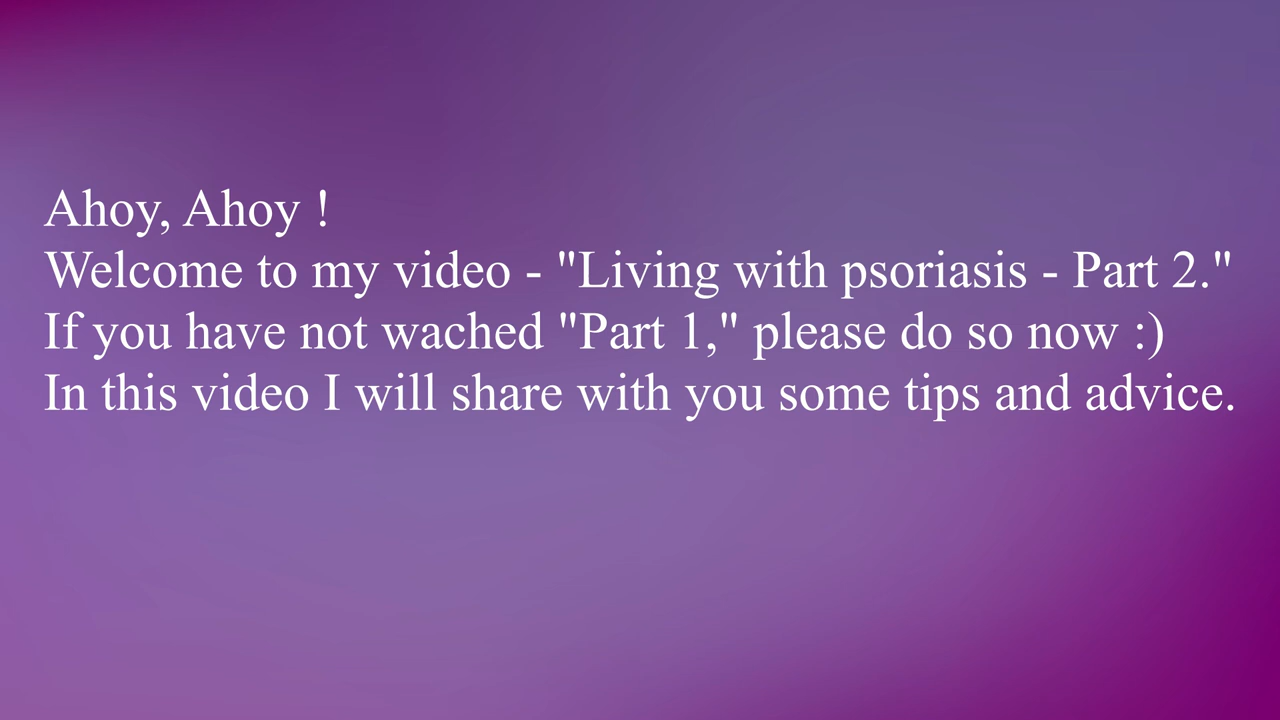 Ahoy, Ahoy !
Welcome to my video - "Living with psoriasis - Part 2."
If you have not wached "Part 1," please do so now :)
In this video I will share with you some tips and advice.